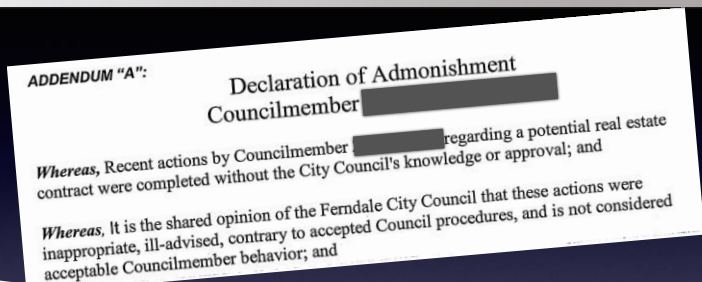 ADDENDUM “A”:
Declaration of Admonishment
Councilmember
Whereas, Recent actions by Councilmember regarding a potential real estate
contract were completed without the City Council's knowledge or approval; and
Whereas, It is the shared opinion of the Ferndale City Council that these actions were
inappropriate, ill-advised, contrary to accepted Council procedures, and is not considered
acceptable Councilmember behavior; and